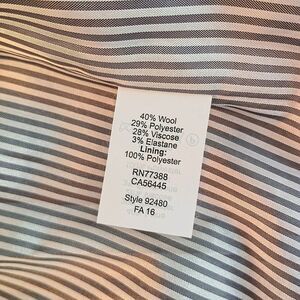 40% Wool
29% Polyester
28% Viscose
3% Elastane
Lining:
100% Polyester
RN77388
CA56445
Style 92480
FA 16